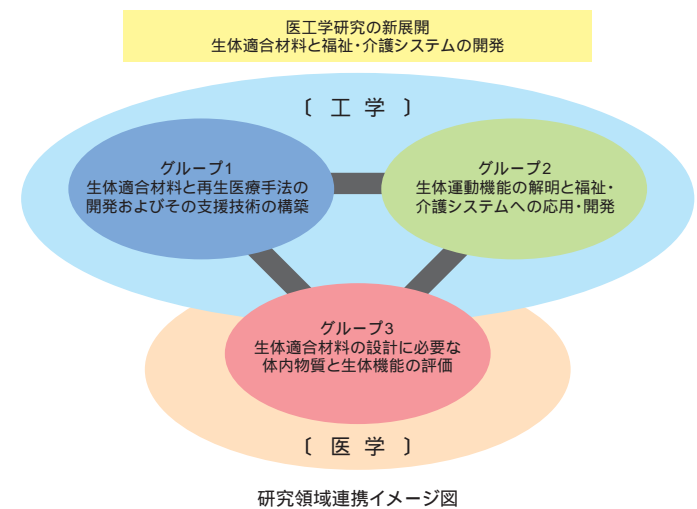 医工学研究の新展開
生体適合材料と福祉・介護システムの開発
〔 工 学 〕
グループ1
生体適合材料と再生医療手法の
開発およびその支援技術の構築
グループ2
生体運動機能の解明と福祉・
介護システムへの応用・開発
グループ3
生体適合材料の設計に必要な
体内物質と生体機能の評価
〔 医 学 〕
研究領域連携イメージ図